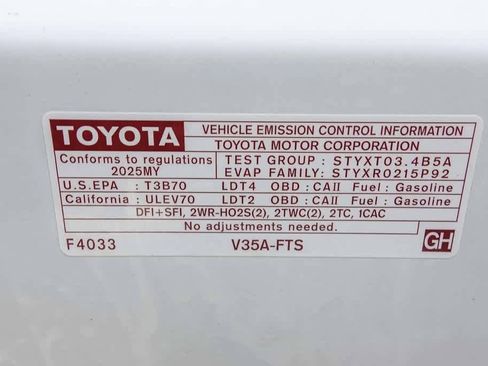 TOYOTA VEHICLE EMISSION CONTROL INFORMATION
TOYOTA MOTOR CORPORATION
Conforms to regulations 2025MY
TEST GROUP : STYXT03.4B5A
EVAP FAMILY: STYXR0215P92
U.S.EPA : T3B70 LDT4 OBD : CAII Fuel : Gasoline
California : ULEV70 LDT2 OBD : CAII Fuel : Gasoline
DFI+SFI, 2WR-HO2S(2), 2TWC(2), 2TC, 1CAC
No adjustments needed.
F4033 V35A-FTS GH